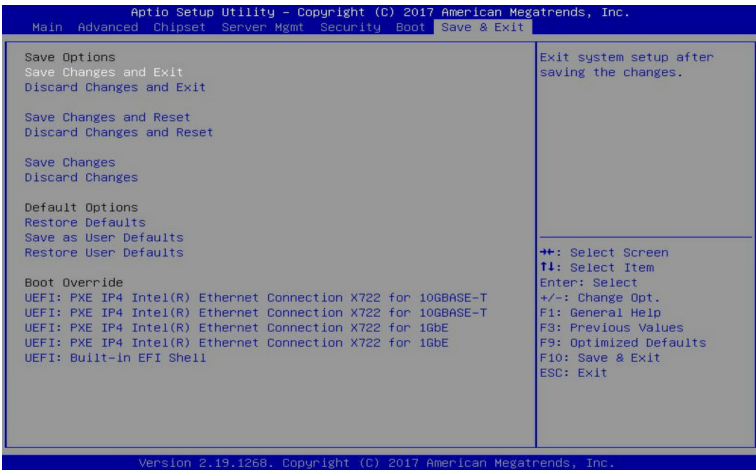 Aptio Setup Utility - Copyright (C) 2017 American Megatrends, Inc.
Main Advanced Chipset Server Mgmt Security Boot Save & Exit
Save Options
Save Changes and Exit
Discard Changes and Exit
Save Changes and Reset
Discard Changes and Reset
Save Changes
Discard Changes
Default Options
Restore Defaults
Save as User Defaults
Restore User Defaults
Boot Override
UEFI: PXE IP4 Intel(R) Ethernet Connection X722 for 10GBASE-T
UEFI: PXE IP4 Intel(R) Ethernet Connection X722 for 10GBASE-T
UEFI: PXE IP4 Intel(R) Ethernet Connection X722 for 1GbE
UEFI: PXE IP4 Intel(R) Ethernet Connection X722 for 1GbE
UEFI: Built-in EFI Shell
Exit system setup after
saving the changes.
→←: Select Screen
↑↓: Select Item
Enter: Select
+/-: Change Opt.
F1: General Help
F3: Previous Values
F9: Optimized Defaults
F10: Save & Exit
ESC: Exit
Version 2.19.1268. Copyright (C) 2017 American Megatrends, Inc.